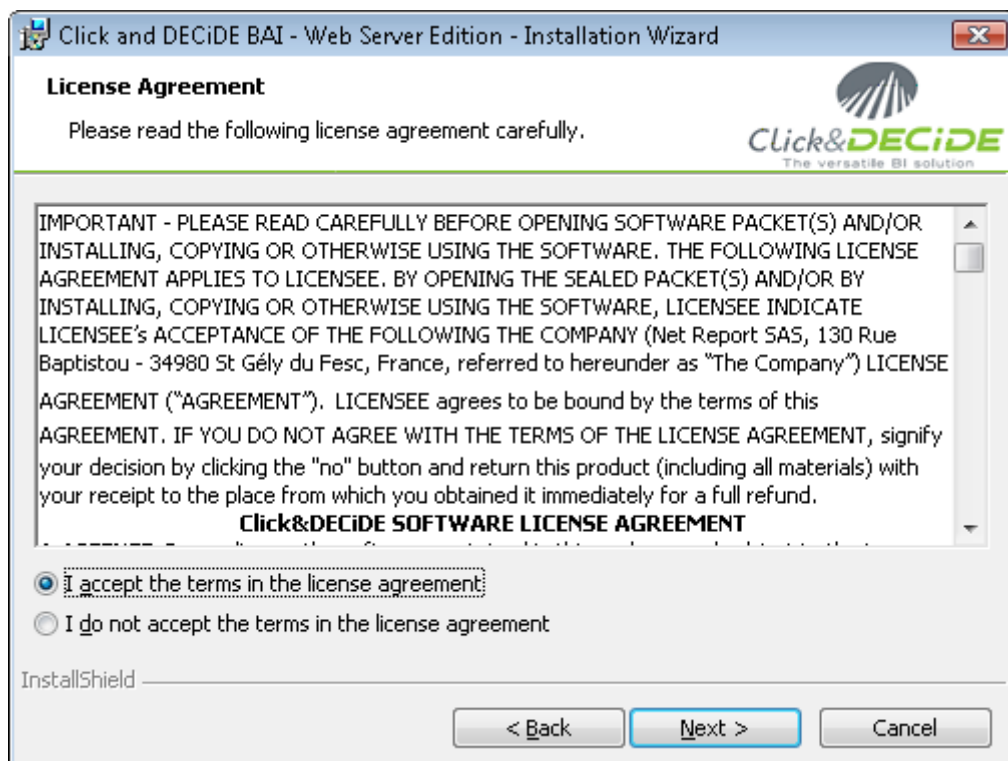 Click and DECiDE BAI - Web Server Edition - Installation Wizard
License Agreement
Please read the following license agreement carefully.
Click&DECiDE
The versatile BI solution
IMPORTANT - PLEASE READ CAREFULLY BEFORE OPENING SOFTWARE PACKET(S) AND/OR
INSTALLING, COPYING OR OTHERWISE USING THE SOFTWARE. THE FOLLOWING LICENSE
AGREEMENT APPLIES TO LICENSEE. BY OPENING THE SEALED PACKET(S) AND/OR BY
INSTALLING, COPYING OR OTHERWISE USING THE SOFTWARE, LICENSEE INDICATE
LICENSEE's ACCEPTANCE OF THE FOLLOWING THE COMPANY (Net Report SAS, 130 Rue
Baptistou - 34980 St Gély du Fesc, France, referred to hereunder as “The Company”) LICENSE
AGREEMENT (“AGREEMENT”). LICENSEE agrees to be bound by the terms of this
AGREEMENT. IF YOU DO NOT AGREE WITH THE TERMS OF THE LICENSE AGREEMENT, signify
your decision by clicking the "no" button and return this product (including all materials) with
your receipt to the place from which you obtained it immediately for a full refund.
Click&DECiDE SOFTWARE LICENSE AGREEMENT
I accept the terms in the license agreement
I do not accept the terms in the license agreement
InstallShield
< Back
Next >
Cancel